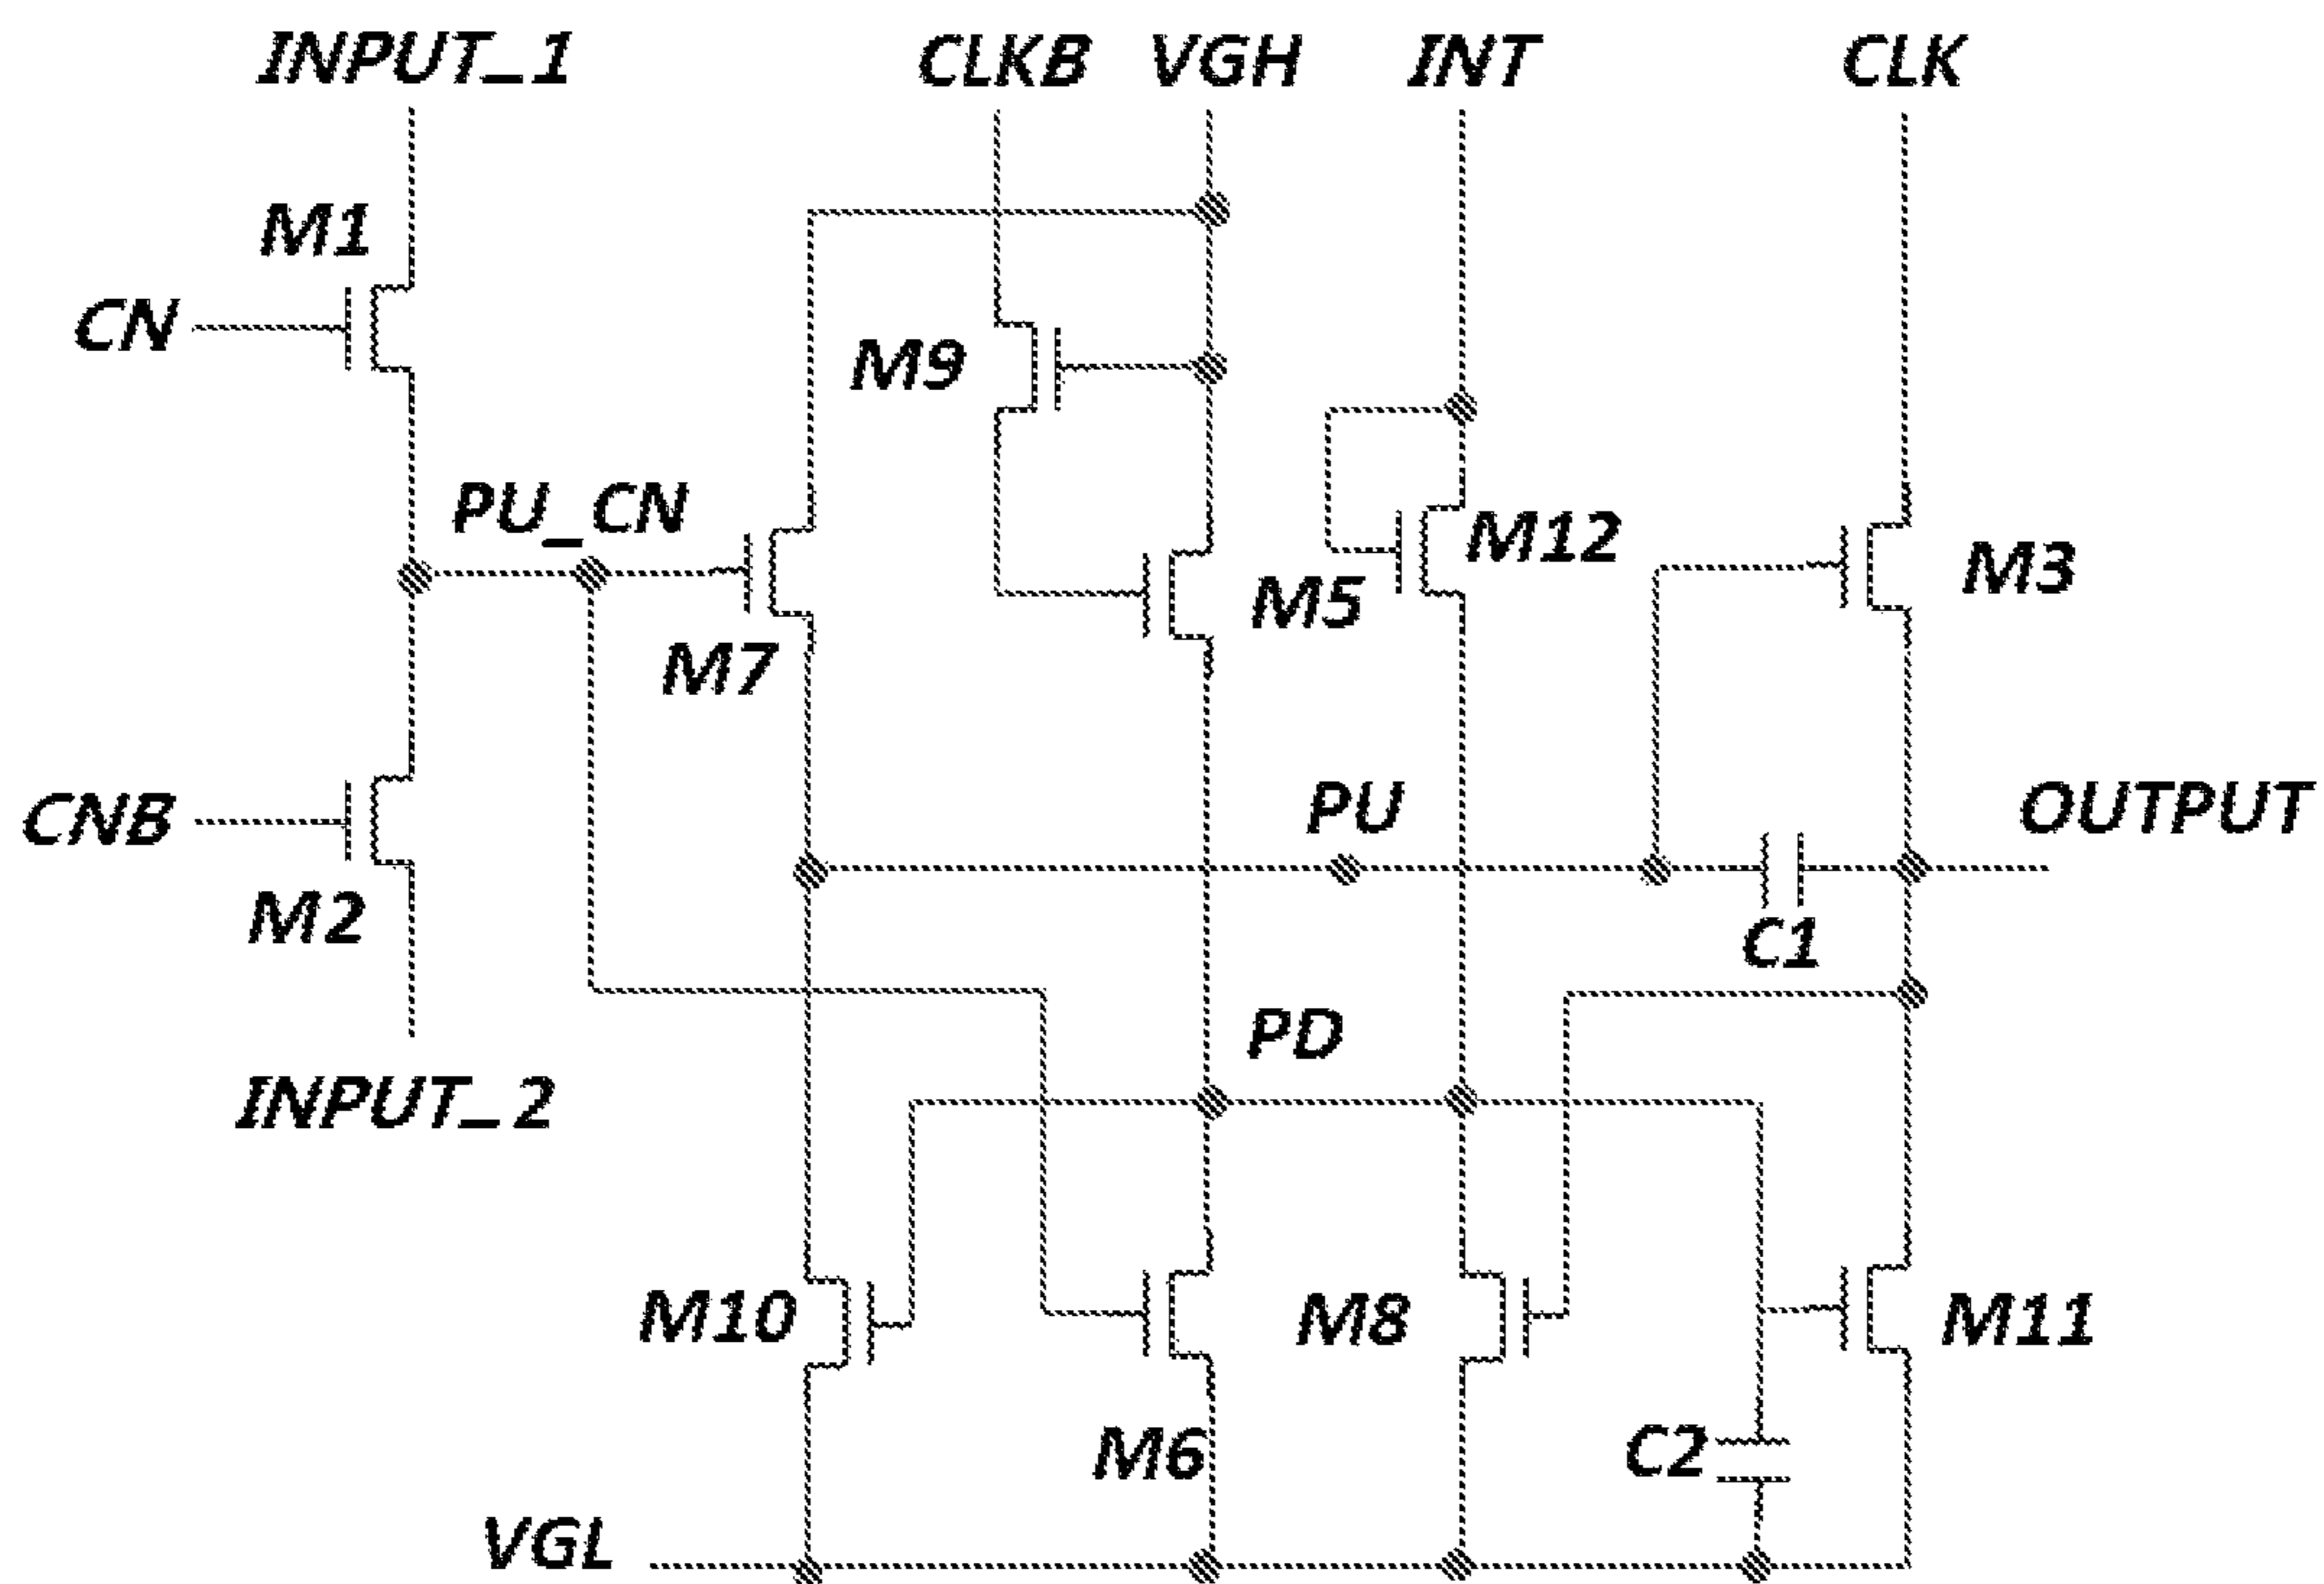 INPUT_1
CLKB
VGH
INT
CLK
M1
CN
M9
PU_CN
M12
M3
M5
M7
PU
OUTPUT
CNB
M2
C1
PD
INPUT_2
M10
M8
M11
M6
C2
VGL